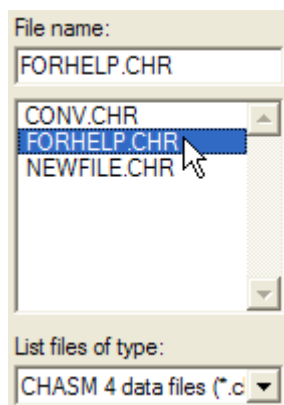 File name:
FORHELP.CHR
CONV.CHR
FORHELP.CHR
NEWFILE.CHR
List files of type:
CHASM 4 data files (*.c